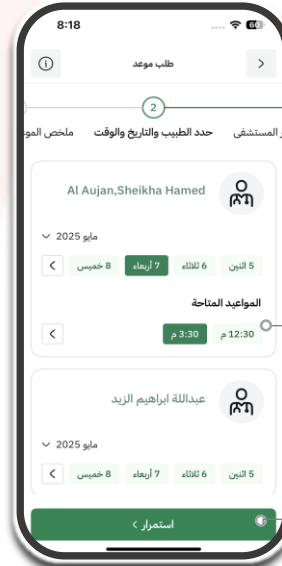 8:18 60
طلب موعد
2
ر المستشفى حدد الطبيب والتاريخ والوقت ملخص المو
Al Aujan,Sheikha Hamed
مايو 2025
5 اثنين 6 ثلاثاء 7 أربعاء 8 خميس
المواعيد المتاحة
12:30 م 3:30 م
عبداللة ابراهيم الزيد
مايو 2025
5 اثنين 6 ثلاثاء 7 أربعاء 8 خميس
استمرار